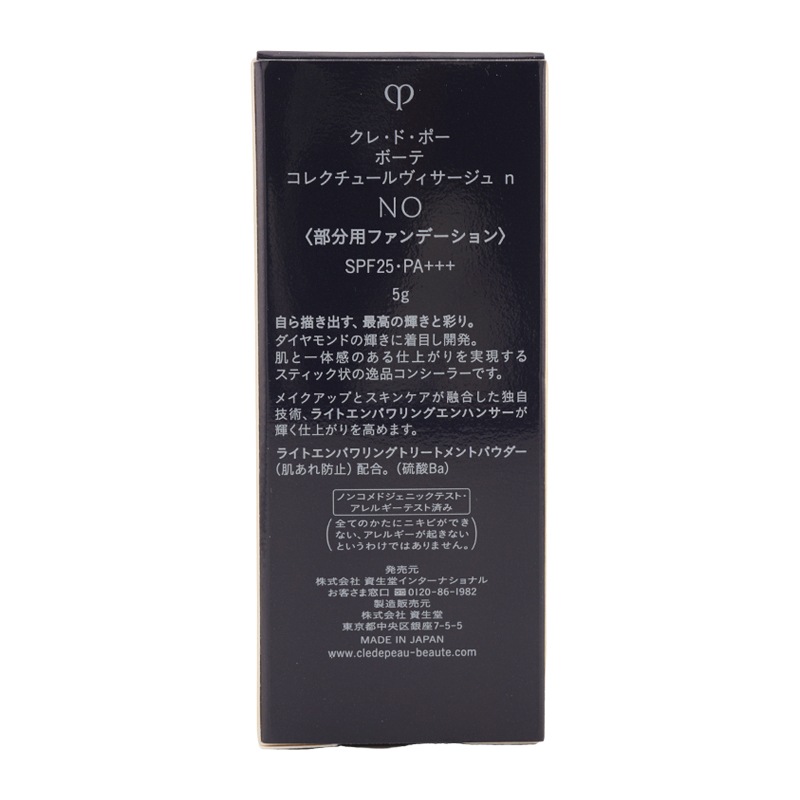 クレ・ド・ポー
ボーテ
コレクチュールヴィサージュ n
NO
〈部分用ファンデーション〉
SPF25・PA+++
5g
自ら描き出す、最高の輝きと彩り。
ダイヤモンドの輝きに着目し開発。
肌と一体感のある仕上がりを実現する
スティック状の逸品コンシーラーです。
メイクアップとスキンケアが融合した独自
技術、ライトエンパワリングエンハンサーが
輝く仕上がりを高めます。
ライトエンパワリングトリートメントパウダー
(肌あれ防止) 配合。(硫酸Ba)
ノンコメドジェニックテスト・
アレルギーテスト済み
(全てのかたにニキビができ
ない、アレルギーが起きない
というわけではありません。)
発売元
株式会社 資生堂インターナショナル
お客さま窓口 0120-86-1982
製造販売元
株式会社 資生堂
東京都中央区銀座7-5-5
MADE IN JAPAN
www.cledepeau-beaute.com